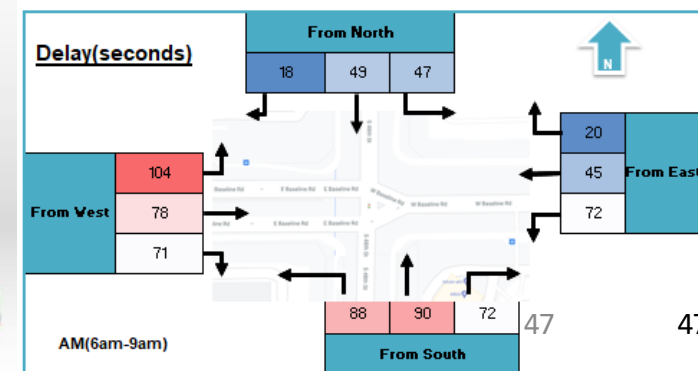 From North
Delay(seconds)
18 49 47
N
20
45 From East
72
104
From West 78
71
88 90 72
47
47
AM(6am-9am)
From South